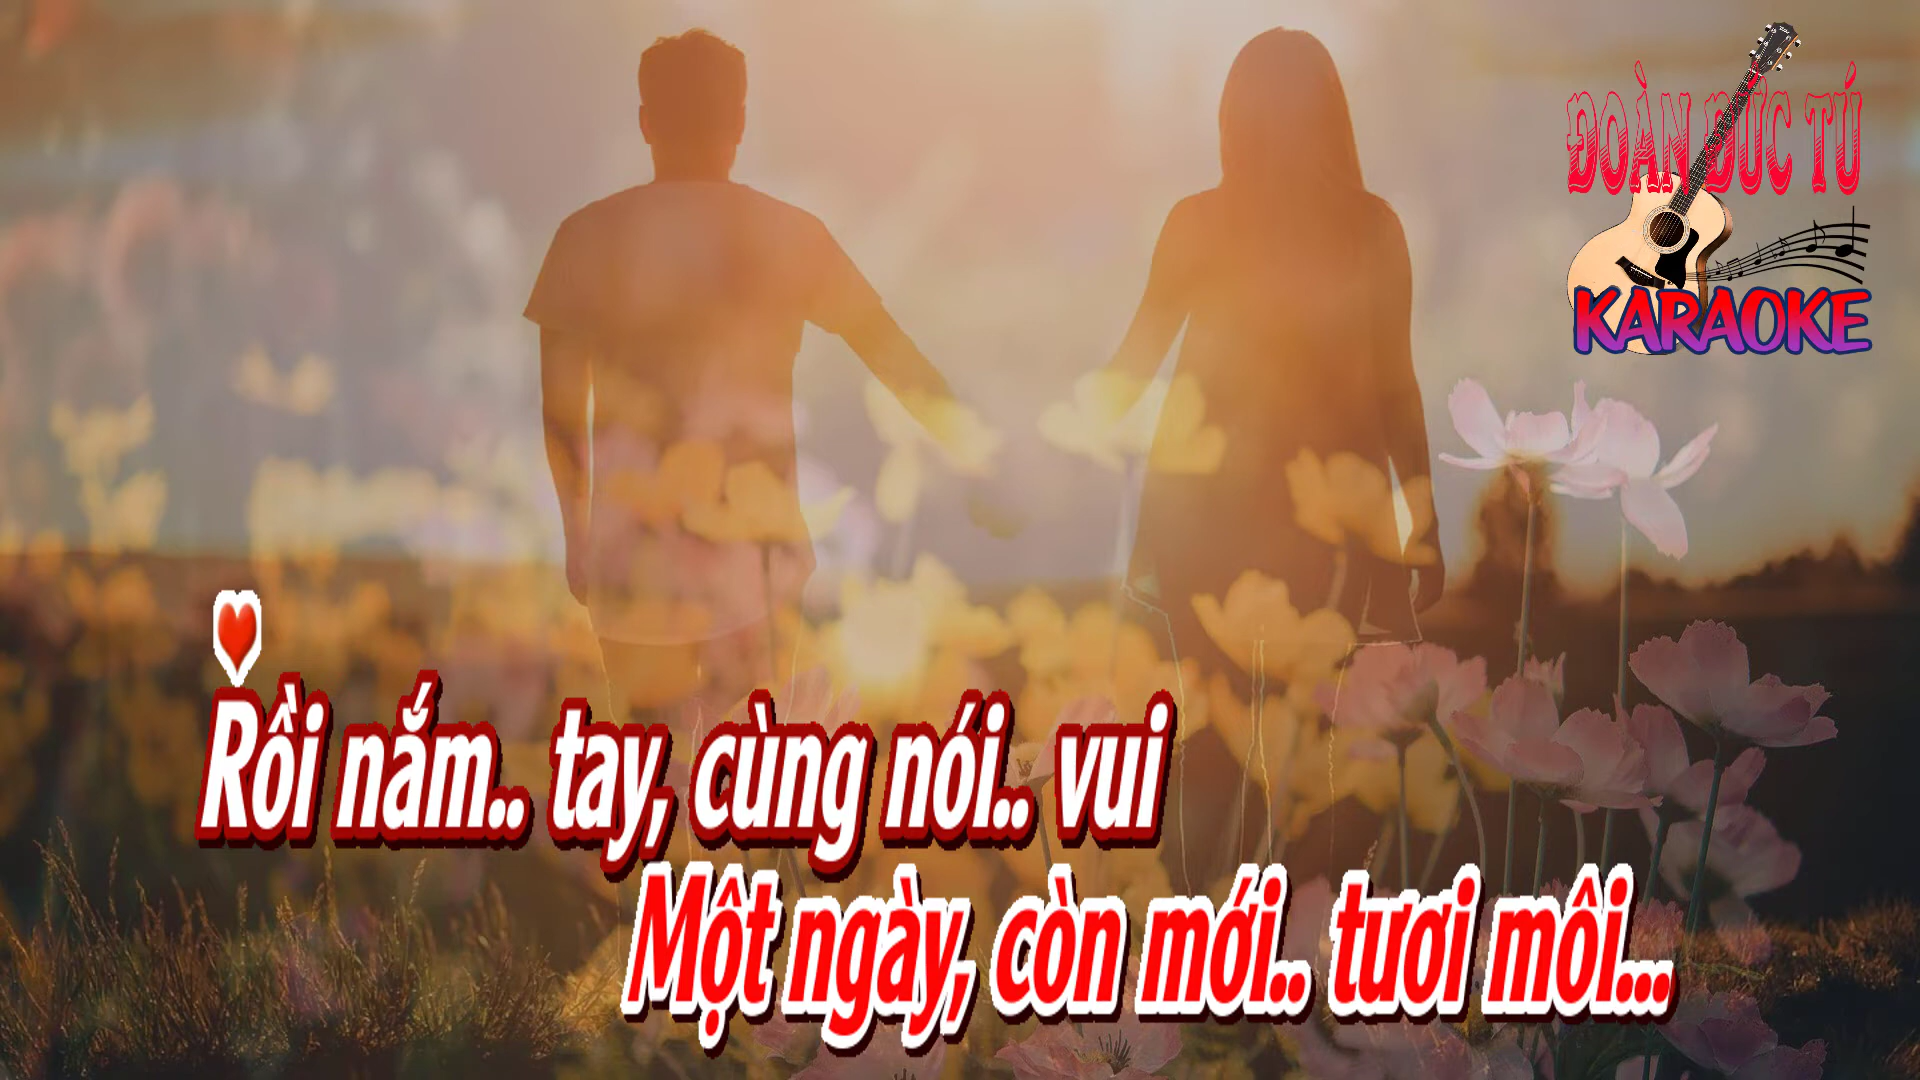 ĐOÀN ĐỨC TÚ
KARAOKE
Rồi nắm.. tay, cùng nói.. vui
Một ngày, còn mới.. tươi môi...